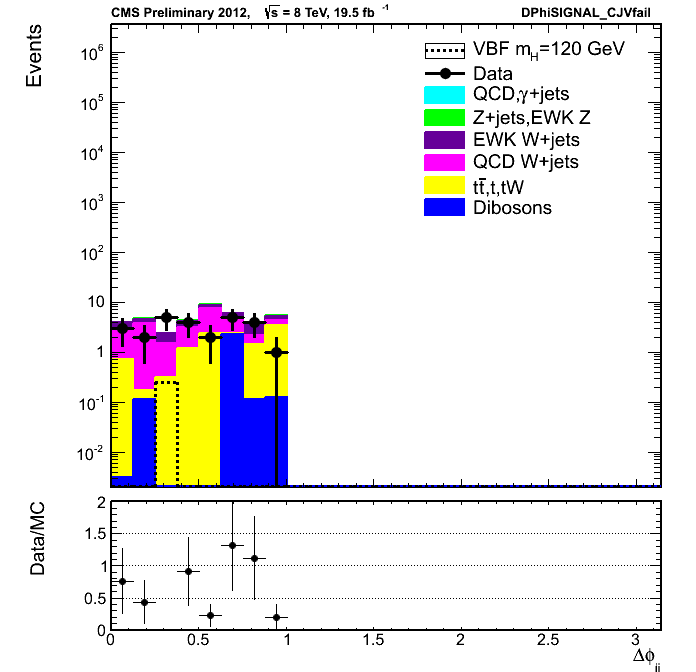 CMS Preliminary 2012, √s = 8 TeV, 19.5 fb⁻¹ DPhiSIGNAL_CJVfail
Events
10⁶
10⁵
10⁴
10³
10²
10
1
10⁻¹
10⁻²
VBF m_H=120 GeV
Data
QCD,γ+jets
Z+jets,EWK Z
EWK W+jets
QCD W+jets
tt̄,t,tW
Dibosons
Data/MC
2
1.5
1
0.5
0
0 0.5 1 1.5 2 2.5 3
Δϕ_jj